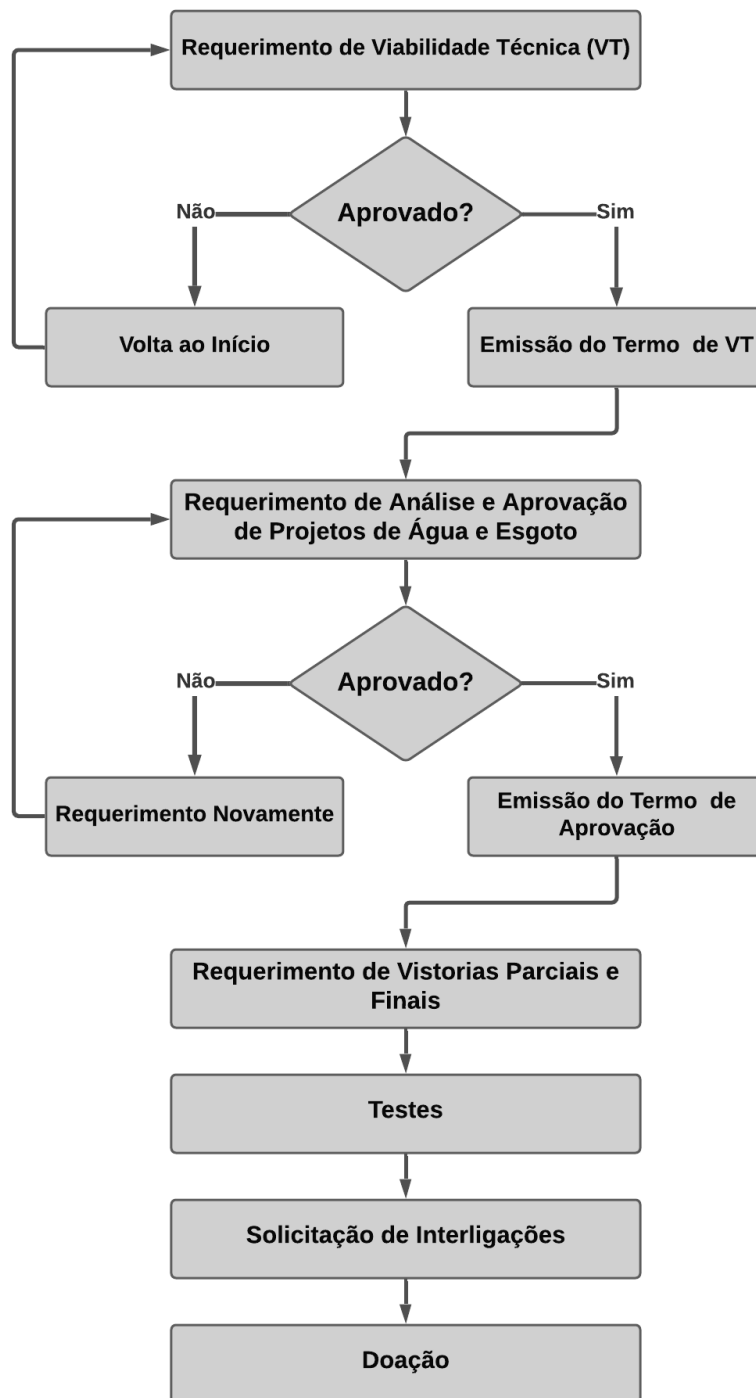 Requerimento de Viabilidade Técnica (VT)
Aprovado?
Não
Sim
Volta ao Início
Emissão do Termo de VT
Requerimento de Análise e Aprovação
de Projetos de Água e Esgoto
Aprovado?
Não
Sim
Requerimento Novamente
Emissão do Termo de
Aprovação
Requerimento de Vistorias Parciais e
Finais
Testes
Solicitação de Interligações
Doação